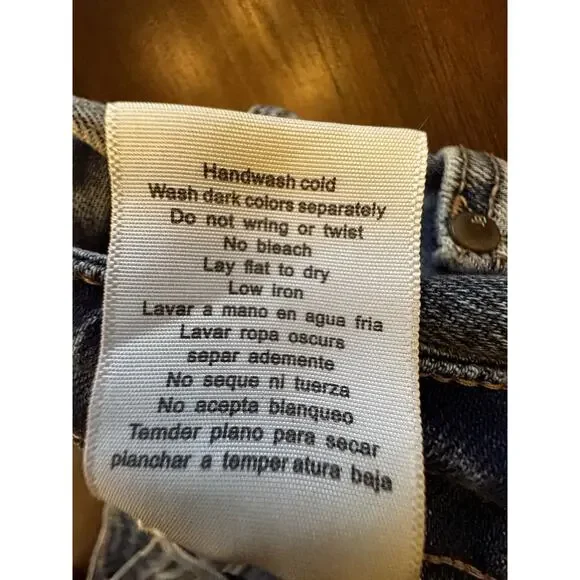 Handwash cold
Wash dark colors separately
Do not wring or twist
No bleach
Lay flat to dry
Low iron
Lavar a mano en agua fria
Lavar ropa oscurs
separ ademente
No seque ni tuerza
No acepta blanqueo
Temder plano para secar
planchar a temper atura baja